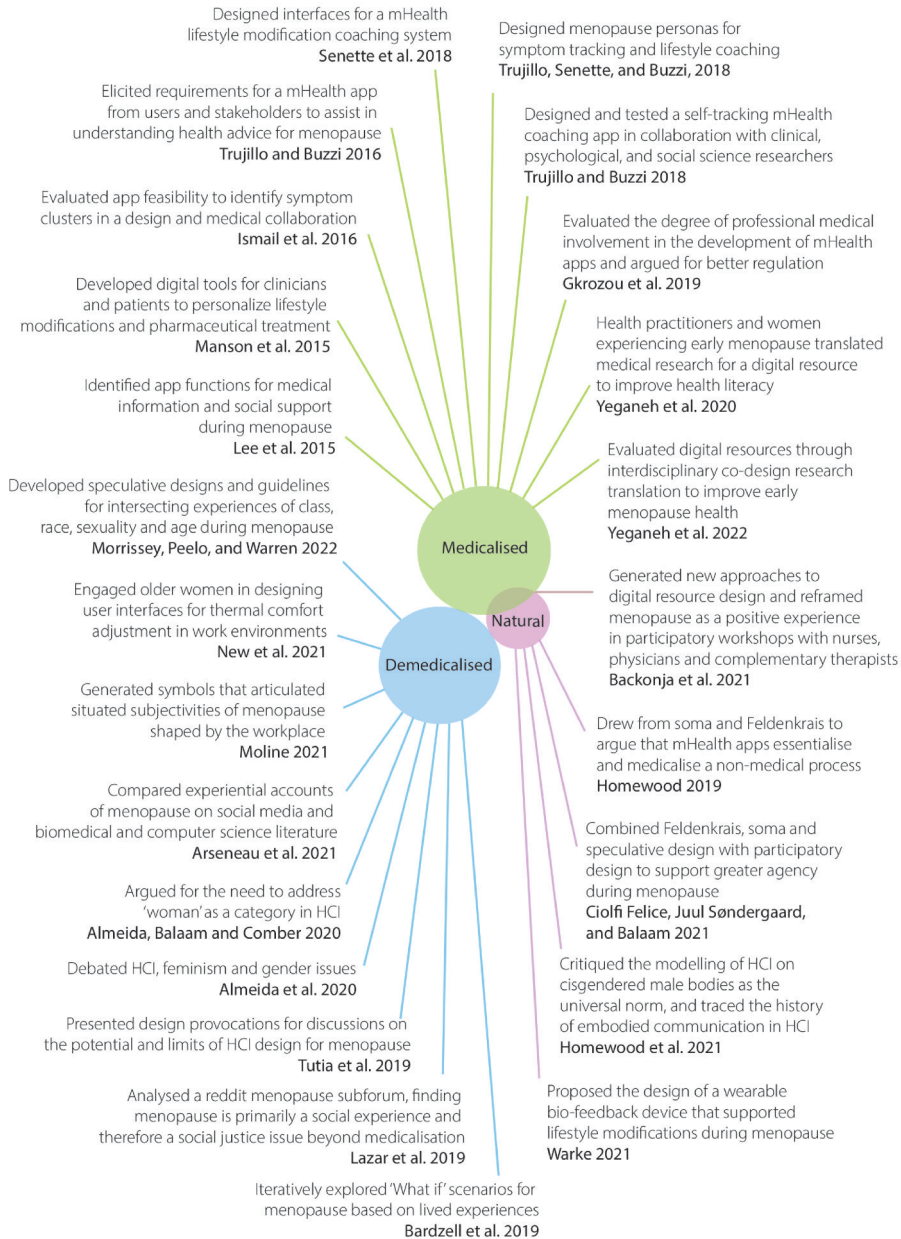 Designed interfaces for a mHealth
lifestyle modification coaching system
Senette et al. 2018
Designed menopause personas for
symptom tracking and lifestyle coaching
Trujillo, Senette, and Buzzi, 2018
Elicited requirements for a mHealth app
from users and stakeholders to assist in
understanding health advice for menopause
Trujillo and Buzzi 2016
Designed and tested a self-tracking mHealth
coaching app in collaboration with clinical,
psychological, and social science researchers
Trujillo and Buzzi 2018
Evaluated app feasibility to identify symptom
clusters in a design and medical collaboration
Ismail et al. 2016
Evaluated the degree of professional medical
involvement in the development of mHealth
apps and argued for better regulation
Gkrozou et al. 2019
Developed digital tools for clinicians
and patients to personalize lifestyle
modifications and pharmaceutical treatment
Manson et al. 2015
Health practitioners and women
experiencing early menopause translated
medical research for a digital resource
to improve health literacy
Yeganeh et al. 2020
Identified app functions for medical
information and social support
during menopause
Lee et al. 2015
Evaluated digital resources through
interdisciplinary co-design research
translation to improve early
menopause health
Yeganeh et al. 2022
Medicalised
Developed speculative designs and guidelines
for intersecting experiences of class,
race, sexuality and age during menopause
Morrissey, Peelo, and Warren 2022
Generated new approaches to
digital resource design and reframed
menopause as a positive experience
in participatory workshops with nurses,
physicians and complementary therapists
Backonja et al. 2021
Natural
Engaged older women in designing
user interfaces for thermal comfort
adjustment in work environments
New et al. 2021
Demedicalised
Generated symbols that articulated
situated subjectivities of menopause
shaped by the workplace
Moline 2021
Drew from soma and Feldenkrais to
argue that mHealth apps essentialise
and medicalise a non-medical process
Homewood 2019
Compared experiential accounts
of menopause on social media and
biomedical and computer science literature
Arseneau et al. 2021
Combined Feldenkrais, soma and
speculative design with participatory
design to support greater agency
during menopause
Ciolfi Felice, Juul Søndergaard,
and Balaam 2021
Argued for the need to address
‘woman’ as a category in HCI
Almeida, Balaam and Comber 2020
Debated HCI, feminism and gender issues
Almeida et al. 2020
Critiqued the modelling of HCI on
cisgendered male bodies as the
universal norm, and traced the history
of embodied communication in HCI
Homewood et al. 2021
Presented design provocations for discussions on
the potential and limits of HCI design for menopause
Tutia et al. 2019
Analysed a reddit menopause subforum, finding
menopause is primarily a social experience and
therefore a social justice issue beyond medicalisation
Lazar et al. 2019
Proposed the design of a wearable
bio-feedback device that supported
lifestyle modifications during menopause
Warke 2021
Iteratively explored ‘What if’ scenarios for
menopause based on lived experiences
Bardzell et al. 2019